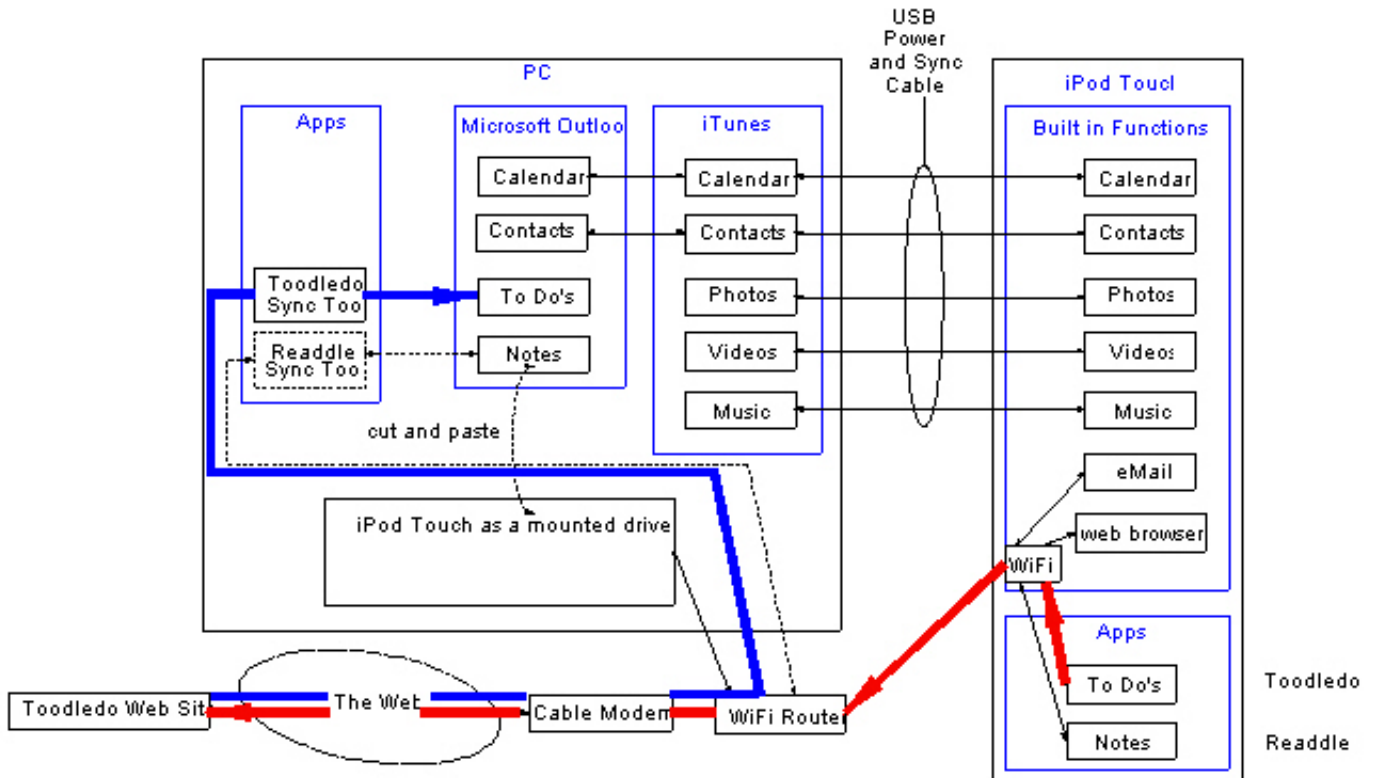 USB
Power
and Sync
Cable
PC
iPod Toucl
Apps
Microsoft Outloo
iTunes
Built in Functions
Calendar
Calendar
Calendar
Contacts
Contacts
Contacts
Toodledo
Sync Too
To Do's
Photos
Photos
Readdle
Sync Too
Notes
Videos
Videos
Music
Music
cut and paste
eMail
iPod Touch as a mounted drive
web browser
WiFi
Apps
To Do's
Toodledo
Toodledo Web Sit
The Web
Cable Modem
WiFi Route
Notes
Readdle